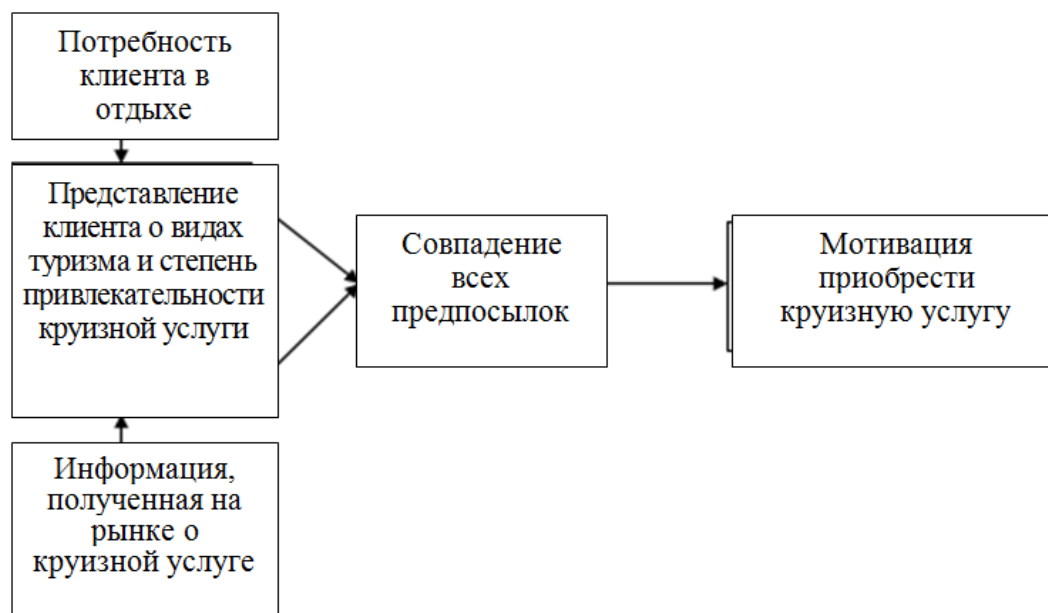 Потребность
клиента в
отдыхе
Представление
клиента о видах
туризма и степень
привлекательности
круизной услуги
Информация,
полученная на
рынке о
круизной услуге
Совпадение
всех
предпосылок
Мотивация
приобрести
круизную услугу